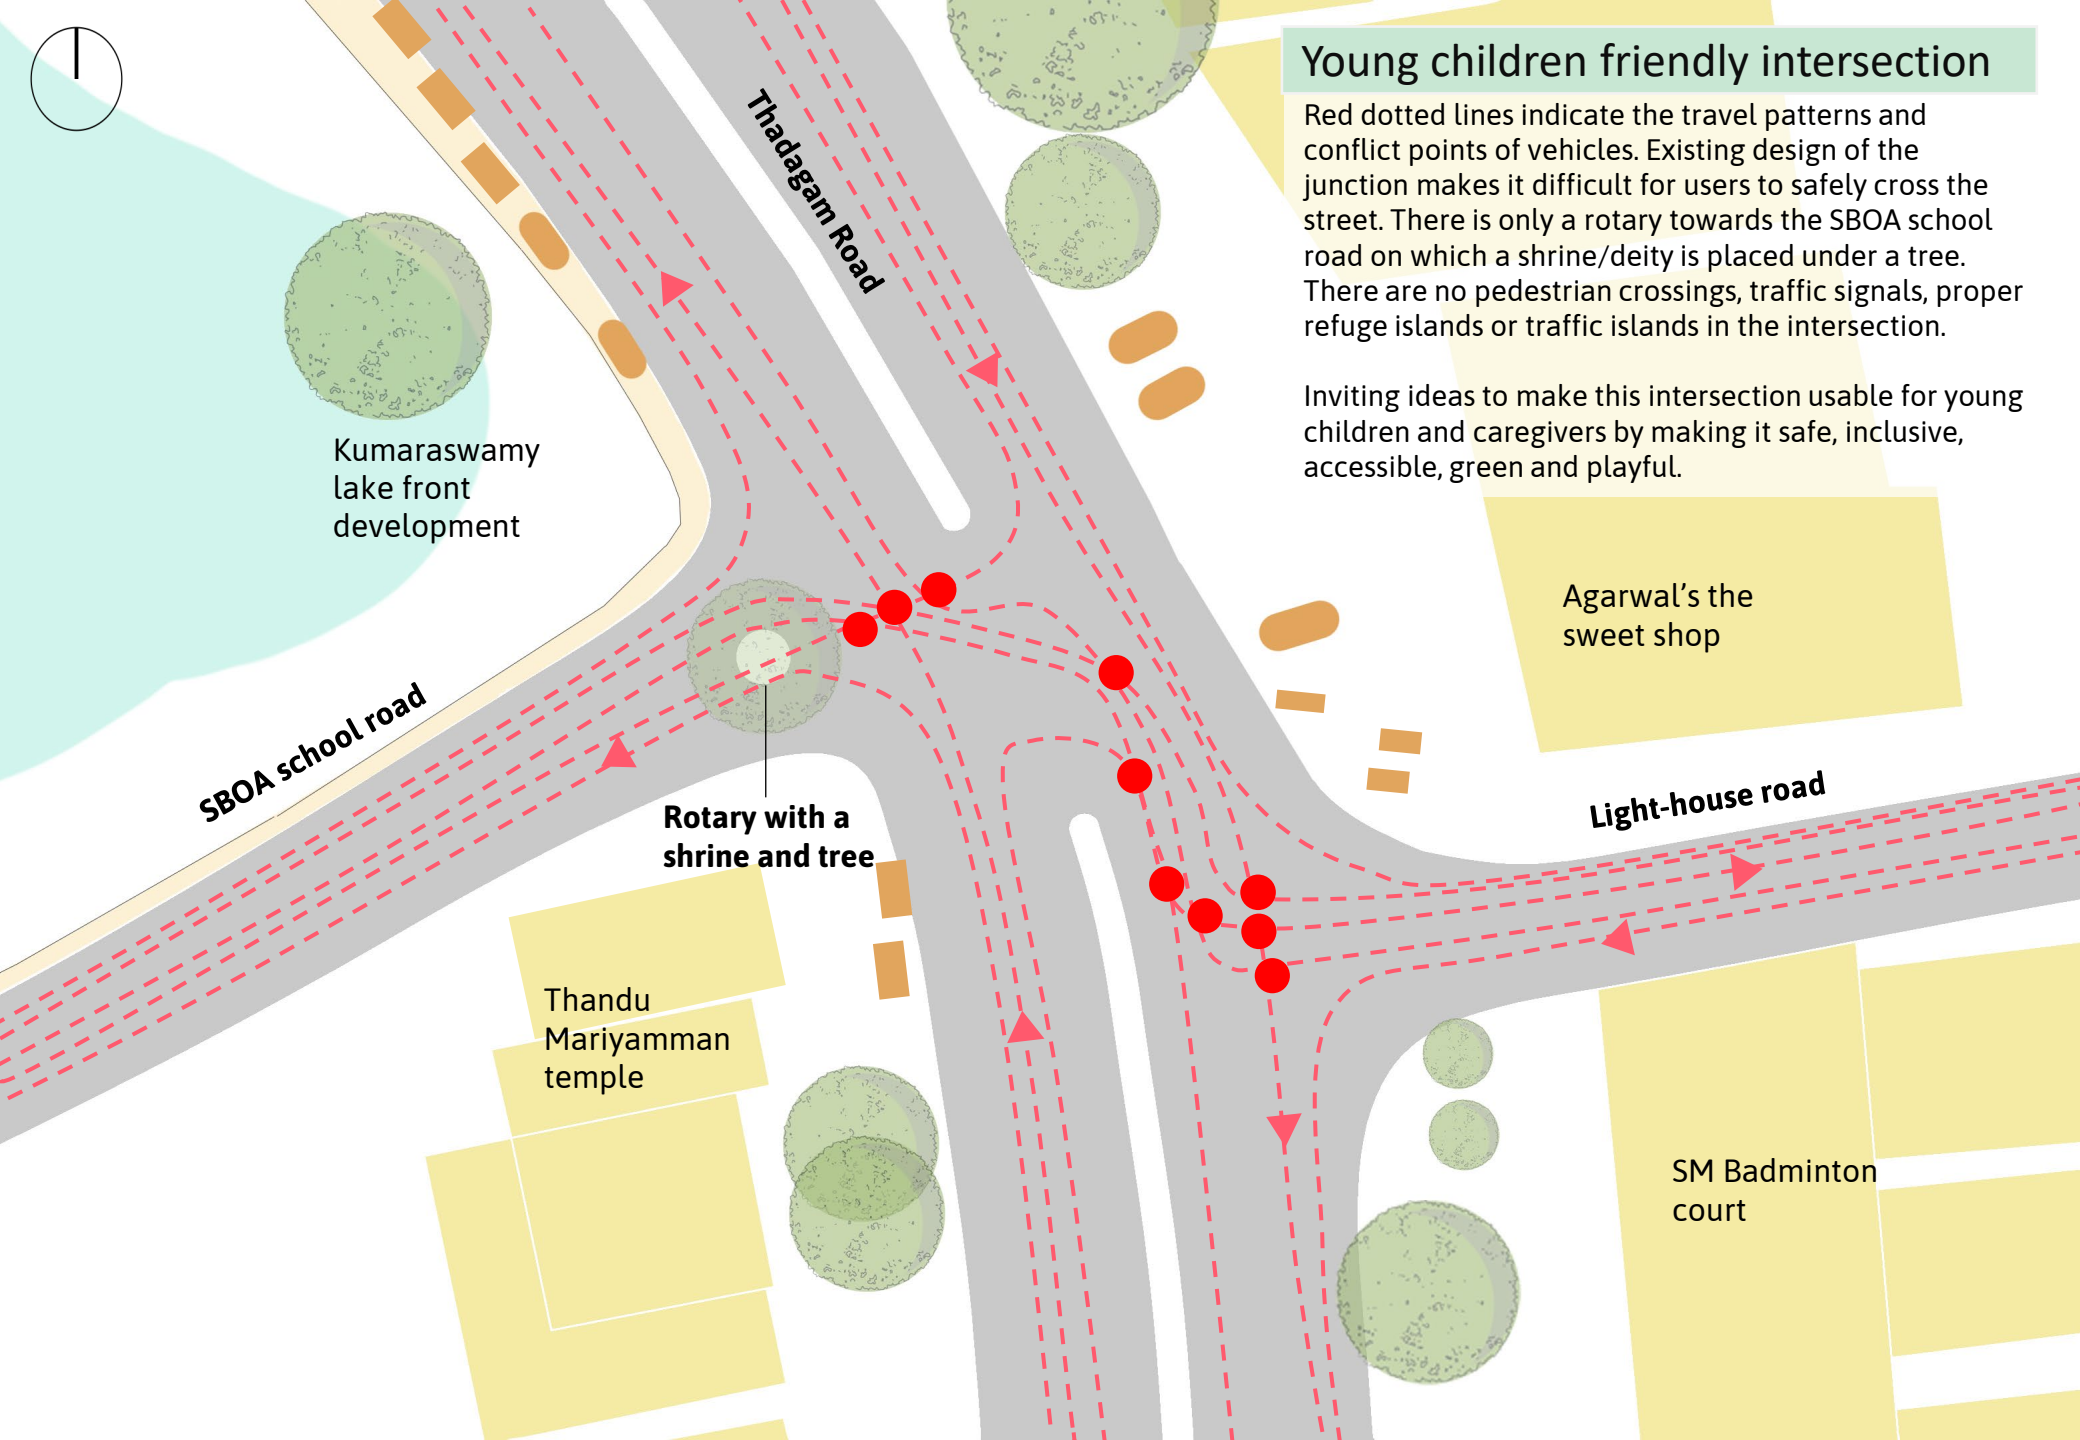 Young children friendly intersection
Red dotted lines indicate the travel patterns and
conflict points of vehicles. Existing design of the
junction makes it difficult for users to safely cross the
street. There is only a rotary towards the SBOA school
road on which a shrine/deity is placed under a tree.
There are no pedestrian crossings, traffic signals, proper
refuge islands or traffic islands in the intersection.
Inviting ideas to make this intersection usable for young
children and caregivers by making it safe, inclusive,
accessible, green and playful.
Thadagam Road
Kumaraswamy
lake front
development
Agarwal's the
sweet shop
SBOA school road
Light-house road
Rotary with a
shrine and tree
Thandu
Mariyamman
temple
SM Badminton
court